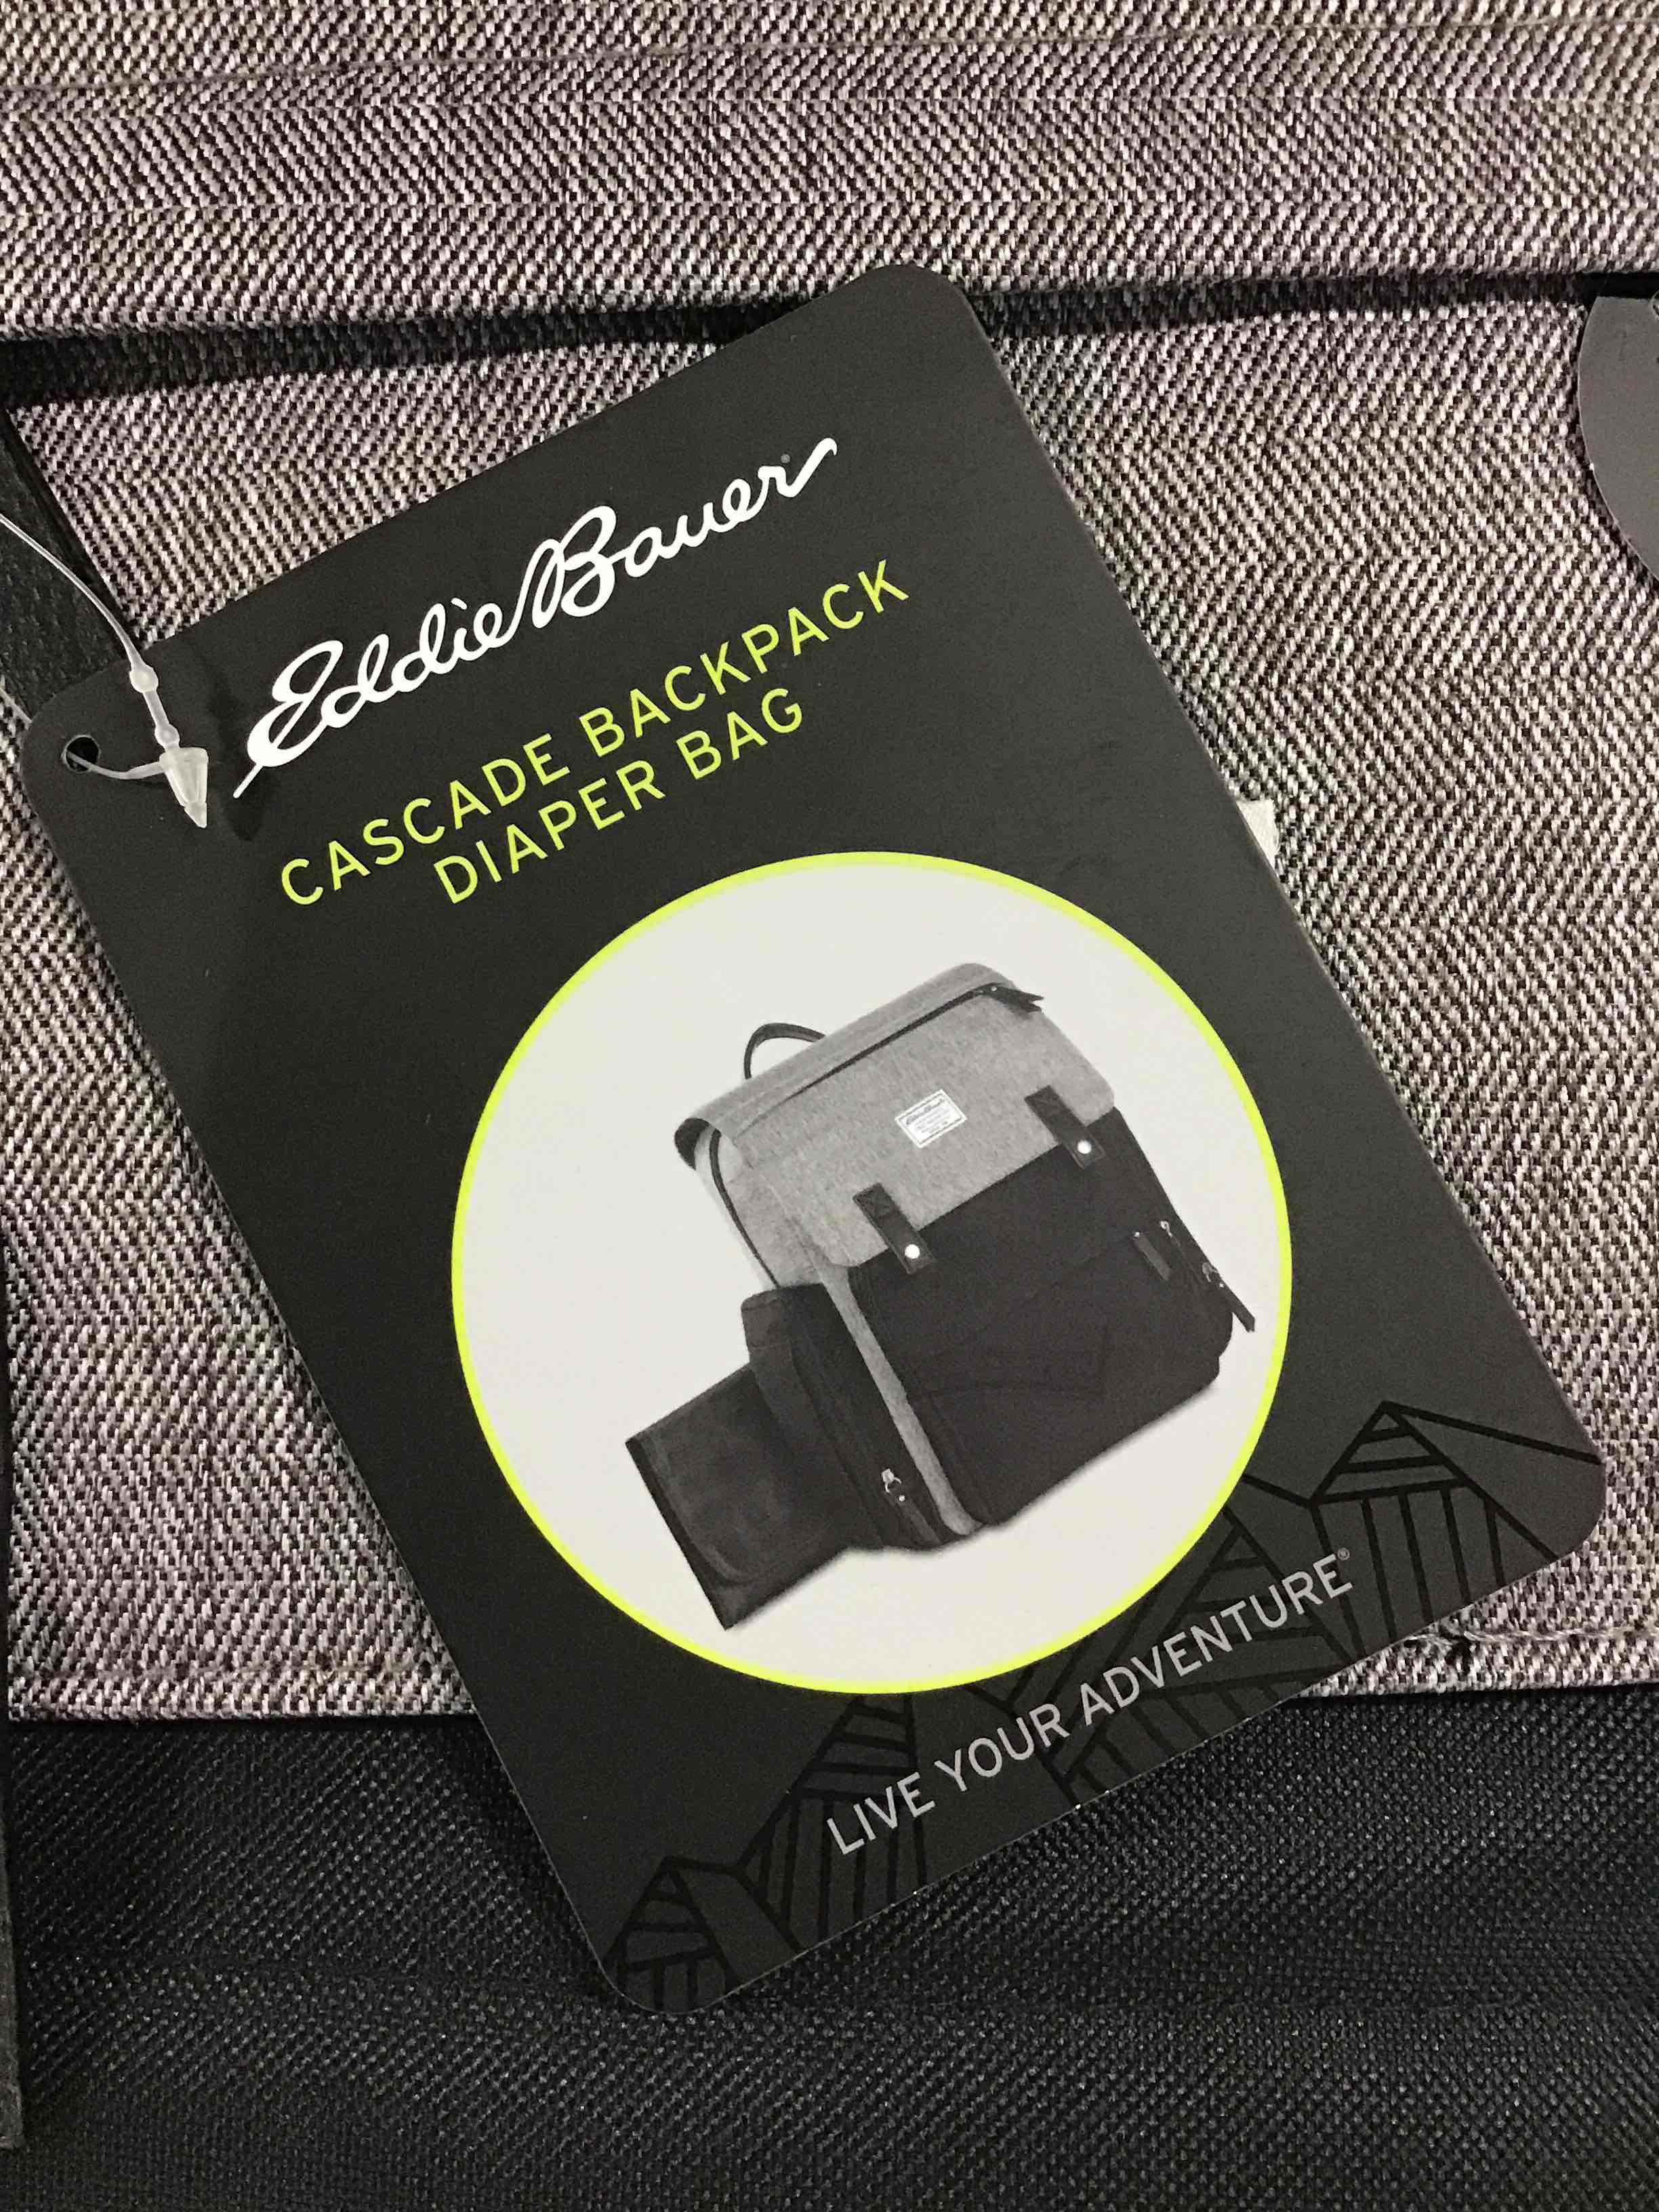 Eddie Bauer
CASCADE BACKPACK
DIAPER BAG
LIVE YOUR ADVENTURE®